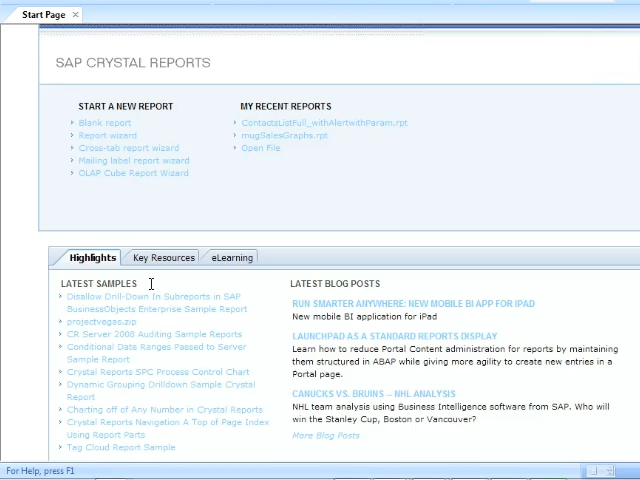 Start Page
SAP CRYSTAL REPORTS
START A NEW REPORT
Blank report
Report wizard
Cross-tab report wizard
Mailing label report wizard
OLAP Cube Report Wizard
MY RECENT REPORTS
ContactsListFull_withAlertwithParam.rpt
mugSalesGraphs.rpt
Open File
Highlights
Key Resources
eLearning
LATEST SAMPLES
Disallow Drill-Down In Subreports in SAP
BusinessObjects Enterprise Sample Report
projectvegas.zip
CR Server 2008 Auditing Sample Reports
Conditional Date Ranges Passed to Server
Sample Report
Crystal Reports SPC Process Control Chart
Dynamic Grouping Drilldown Sample Crystal
Report
Charting off of Any Number in Crystal Reports
Crystal Reports Navigation A Top of Page Index
Using Report Parts
Tag Cloud Report Sample
LATEST BLOG POSTS
RUN SMARTER ANYWHERE: NEW MOBILE BI APP FOR IPAD
New mobile BI application for iPad
LAUNCHPAD AS A STANDARD REPORTS DISPLAY
Learn how to reduce Portal Content administration for reports by maintaining
them structured in ABAP while giving more agility to create new entries in a
Portal page.
CANUCKS VS. BRUINS – NHL ANALYSIS
NHL team analysis using Business Intelligence software from SAP. Who will
win the Stanley Cup, Boston or Vancouver?
More Blog Posts
For Help, press F1